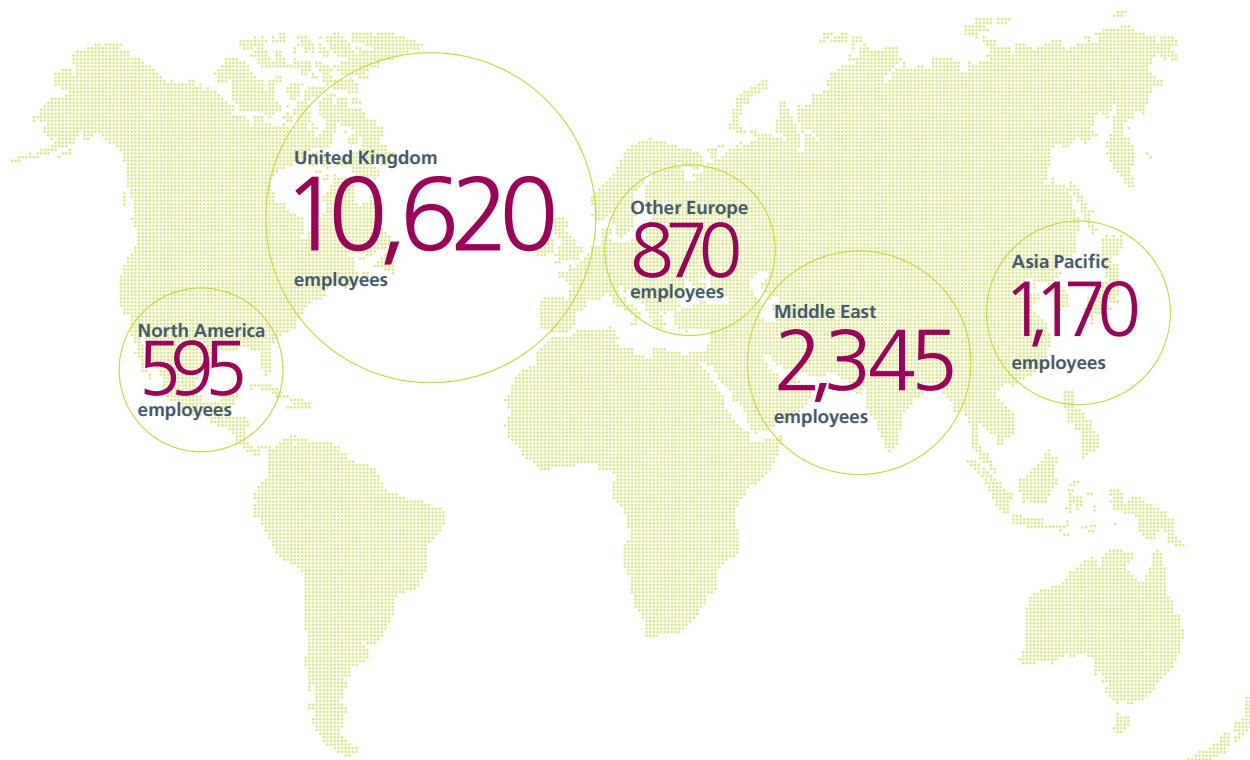 United Kingdom
10,620
employees
Other Europe
870
employees
Asia Pacific
1,170
employees
Middle East
2,345
employees
North America
595
employees